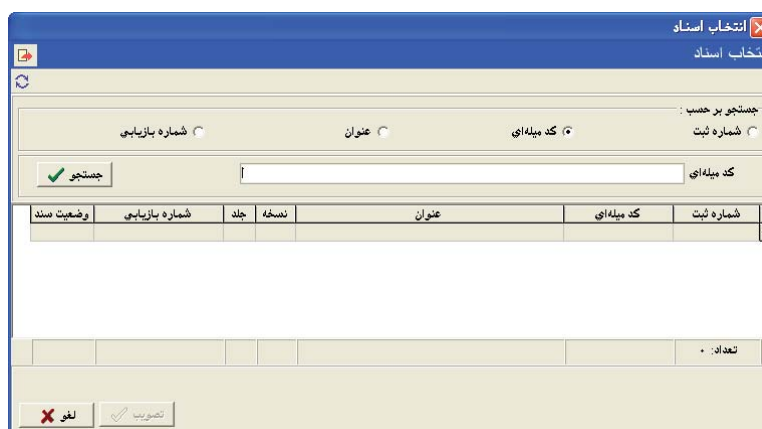 انتخاب اسناد
تخاب اسناد
جستجو بر حسب :
شماره ثبت کد میله‌ای عنوان شماره بازیابی
کد میله‌ای جستجو
شماره ثبت کد میله‌ای عنوان نسخه جلد شماره بازیابی وضعیت سند
تعداد: ۰
تصویب لغو